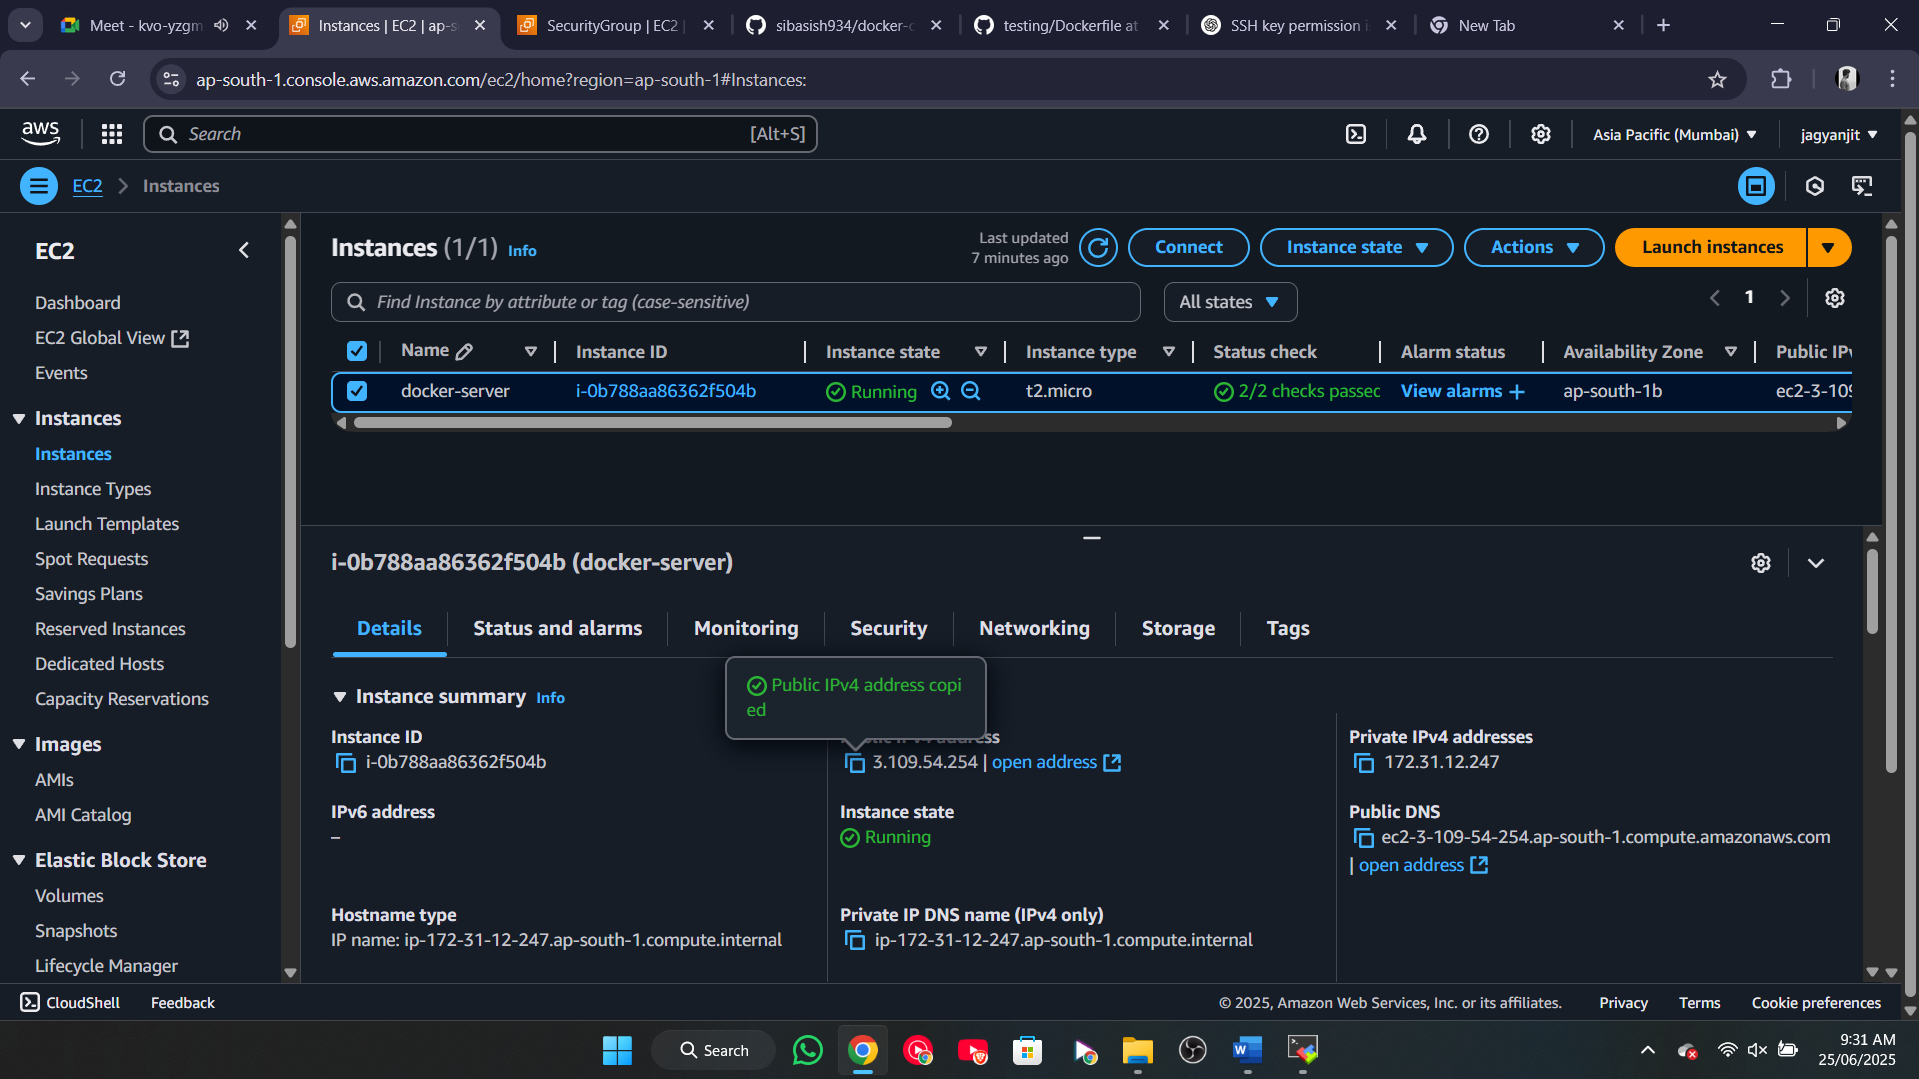 Meet - kvo-yzgm
Instances | EC2 | ap-s
SecurityGroup | EC2 |
sibasish934/docker-c
testing/Dockerfile at
SSH key permission i
New Tab
ap-south-1.console.aws.amazon.com/ec2/home?region=ap-south-1#Instances:
aws
Search
[Alt+S]
Asia Pacific (Mumbai)
jagyanjit
EC2
Instances
EC2
Dashboard
EC2 Global View
Events
Instances
Instances
Instance Types
Launch Templates
Spot Requests
Savings Plans
Reserved Instances
Dedicated Hosts
Capacity Reservations
Images
AMIs
AMI Catalog
Elastic Block Store
Volumes
Snapshots
Lifecycle Manager
Instances (1/1) Info
Last updated
7 minutes ago
Connect
Instance state
Actions
Launch instances
Find Instance by attribute or tag (case-sensitive)
All states
1
Name
Instance ID
Instance state
Instance type
Status check
Alarm status
Availability Zone
Public IPv
docker-server
i-0b788aa86362f504b
Running
t2.micro
2/2 checks passec
View alarms +
ap-south-1b
ec2-3-109
i-0b788aa86362f504b (docker-server)
Details
Status and alarms
Monitoring
Security
Networking
Storage
Tags
Public IPv4 address copi
ed
Instance summary Info
Instance ID
i-0b788aa86362f504b
3.109.54.254 | open address
Private IPv4 addresses
172.31.12.247
IPv6 address
–
Instance state
Running
Public DNS
ec2-3-109-54-254.ap-south-1.compute.amazonaws.com
| open address
Hostname type
IP name: ip-172-31-12-247.ap-south-1.compute.internal
Private IP DNS name (IPv4 only)
ip-172-31-12-247.ap-south-1.compute.internal
CloudShell
Feedback
© 2025, Amazon Web Services, Inc. or its affiliates.
Privacy
Terms
Cookie preferences
Search
9:31 AM
25/06/2025